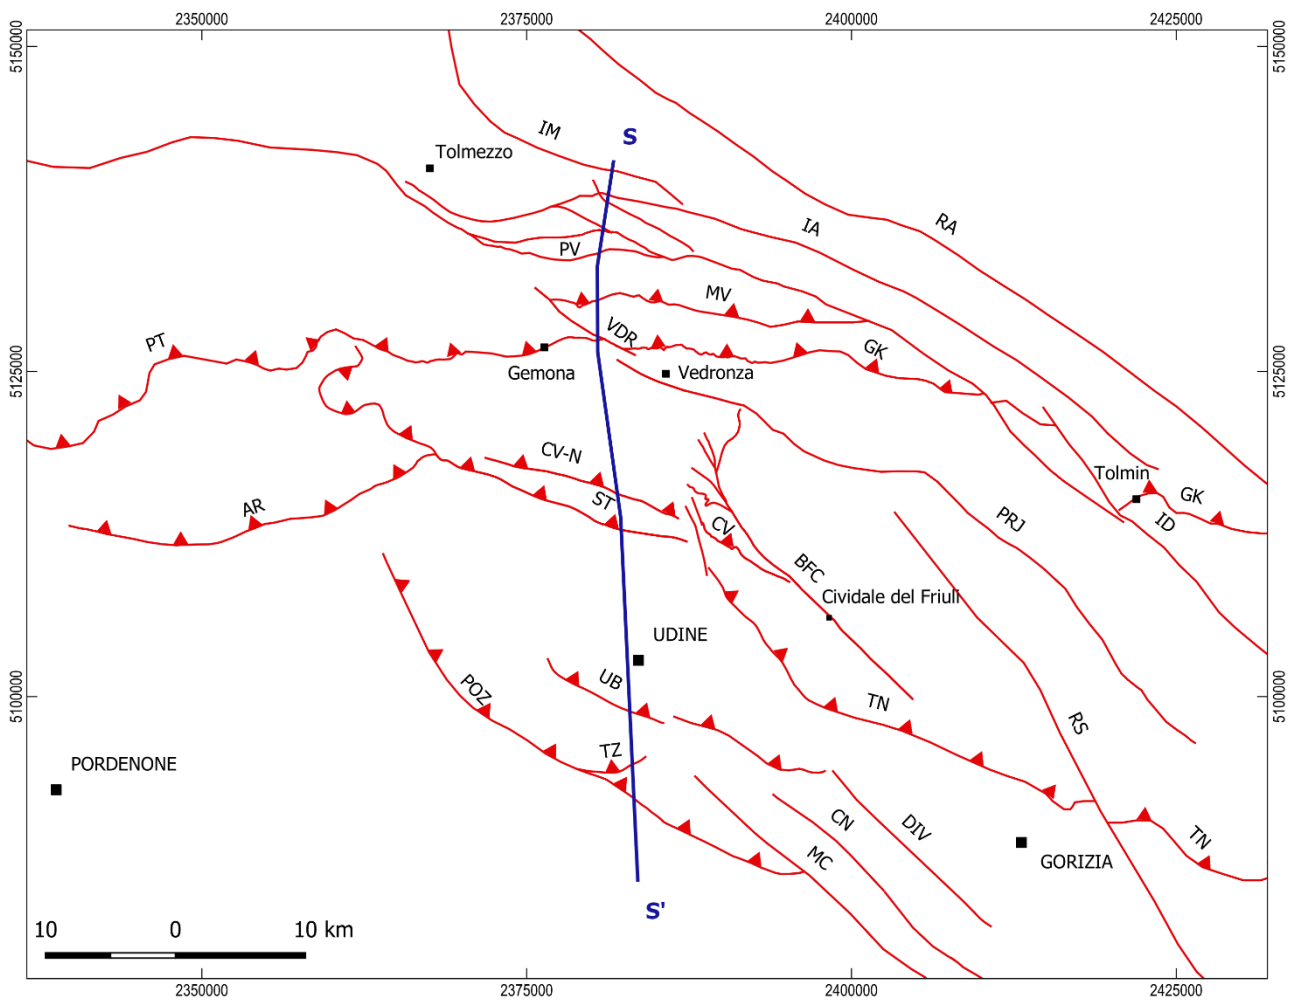 2350000 2375000 2400000 2425000
5150000 5150000
IM
S
Tolmezzo
RA
IA
PV
MV
VDR
PT
GK
5125000 5125000
Gemona
Vedronza
CV-N
Tolmin
GK
AR
ST
ID
PRJ
CV
BFC
Cividale del Friuli
UDINE
UB
POZ
5100000 5100000
TN
RS
TZ
PORDENONE
CN
DIV
TN
MC
GORIZIA
S'
10 0 10 km
2350000 2375000 2400000 2425000